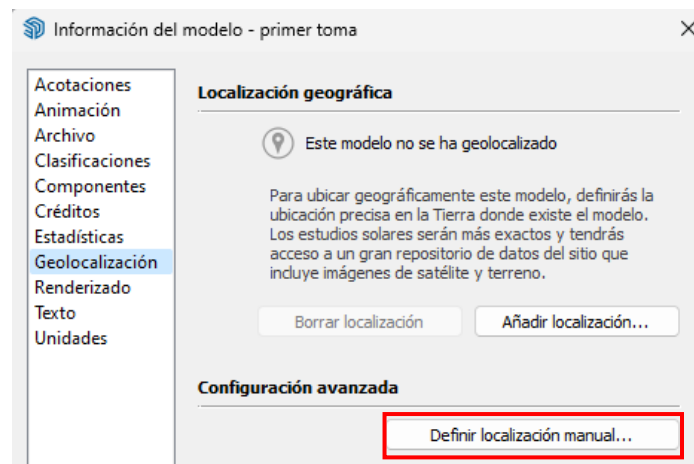 Información del modelo - primer toma
Acotaciones
Animación
Archivo
Clasificaciones
Componentes
Créditos
Estadísticas
Geolocalización
Renderizado
Texto
Unidades
Localización geográfica
Este modelo no se ha geolocalizado
Para ubicar geográficamente este modelo, definirás la
ubicación precisa en la Tierra donde existe el modelo.
Los estudios solares serán más exactos y tendrás
acceso a un gran repositorio de datos del sitio que
incluye imágenes de satélite y terreno.
Borrar localización
Añadir localización...
Configuración avanzada
Definir localización manual...